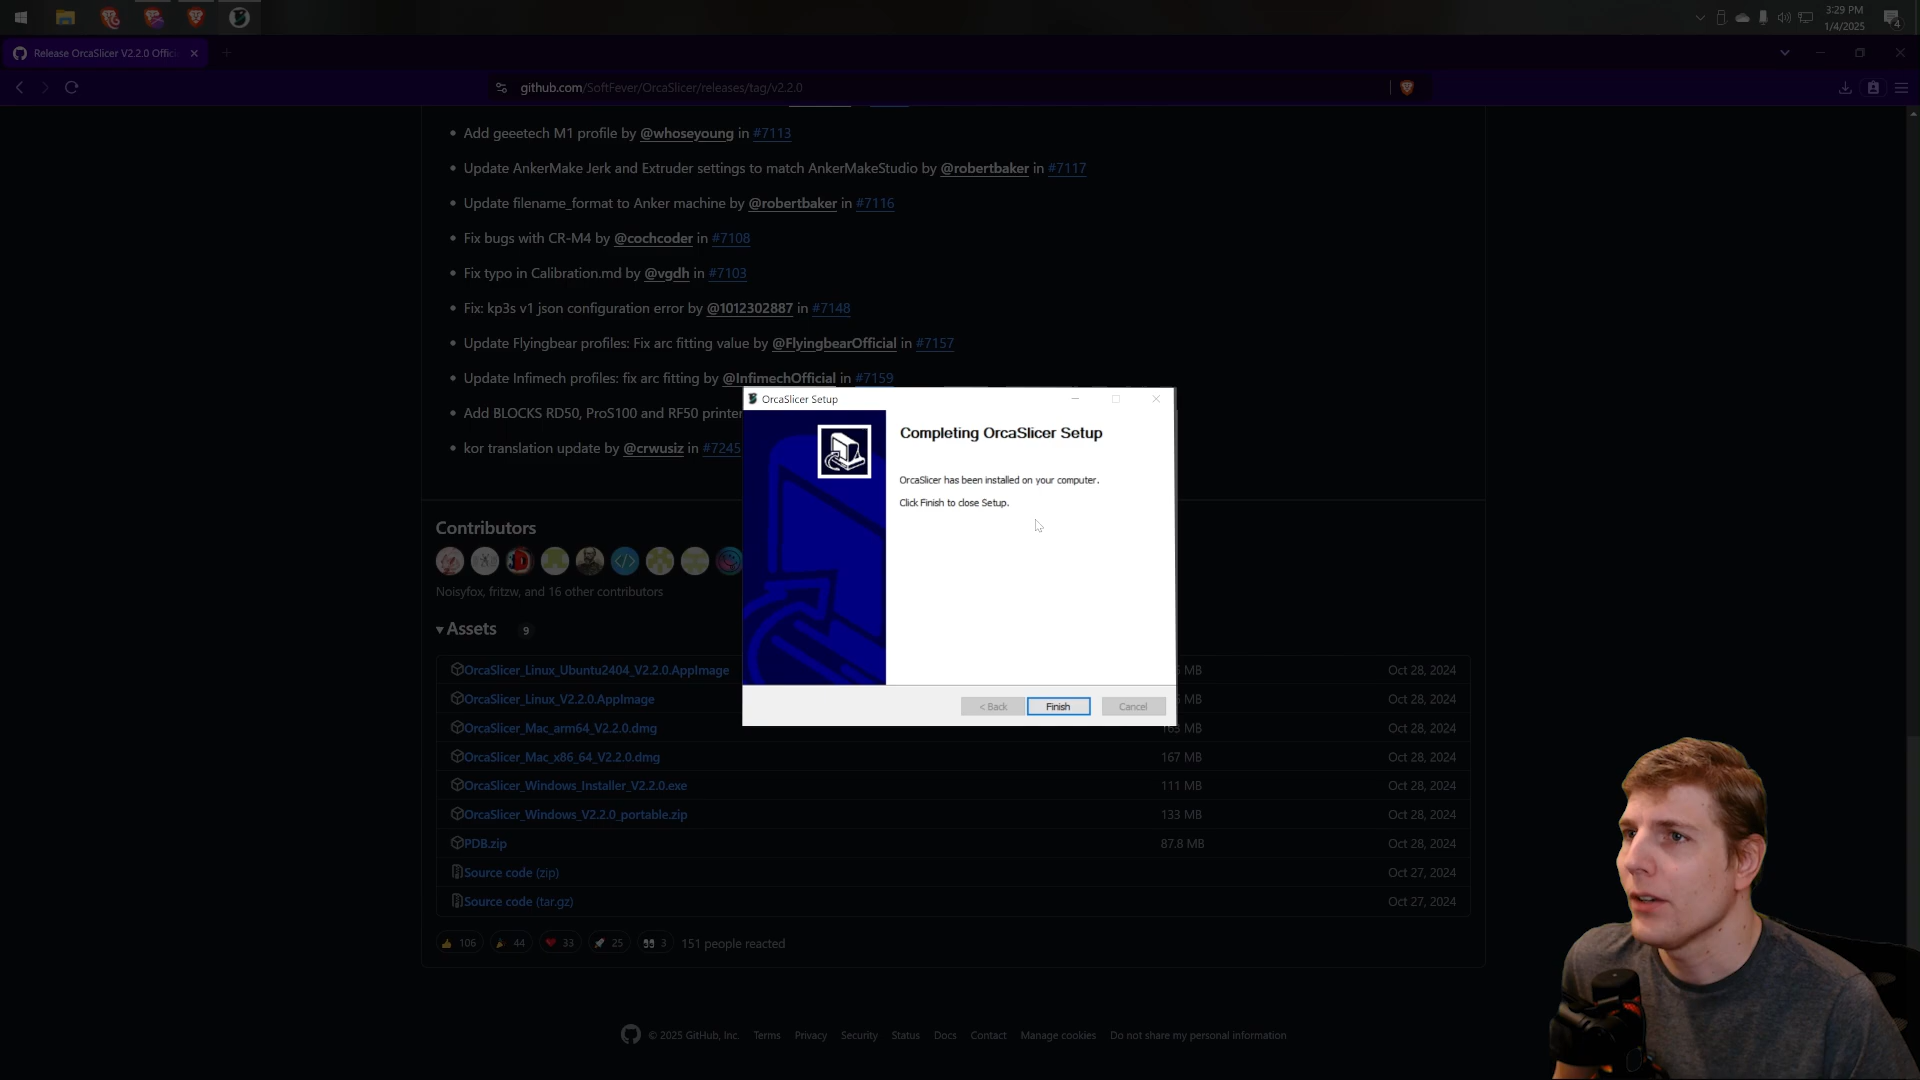 3:29 PM
1/4/2025
4
Release OrcaSlicer V2.2.0 Offici
github.com/SoftFever/OrcaSlicer/releases/tag/v2.2.0
• Add geeetech M1 profile by @whoseyoung in #7113
• Update AnkerMake Jerk and Extruder settings to match AnkerMakeStudio by @robertbaker in #7117
• Update filename_format to Anker machine by @robertbaker in #7116
• Fix bugs with CR-M4 by @cochcoder in #7108
• Fix typo in Calibration.md by @vgdh in #7103
• Fix: kp3s v1 json configuration error by @1012302887 in #7148
• Update Flyingbear profiles: Fix arc fitting value by @FlyingbearOfficial in #7157
• Update Infimech profiles: fix arc fitting by @InfimechOfficial in #7159
• Add BLOCKS RD50, ProS100 and RF50 printer
• kor translation update by @crwusiz in #7245
OrcaSlicer Setup
Completing OrcaSlicer Setup
OrcaSlicer has been installed on your computer.
Click Finish to close Setup.
< Back Finish Cancel
Contributors
Noisyfox, fritzw, and 16 other contributors
Assets 9
OrcaSlicer_Linux_Ubuntu2404_V2.2.0.AppImage MB Oct 28, 2024
OrcaSlicer_Linux_V2.2.0.AppImage MB Oct 28, 2024
OrcaSlicer_Mac_arm64_V2.2.0.dmg 163 MB Oct 28, 2024
OrcaSlicer_Mac_x86_64_V2.2.0.dmg 167 MB Oct 28, 2024
OrcaSlicer_Windows_Installer_V2.2.0.exe 111 MB Oct 28, 2024
OrcaSlicer_Windows_V2.2.0_portable.zip 133 MB Oct 28, 2024
PDB.zip 87.8 MB Oct 28, 2024
Source code (zip) Oct 27, 2024
Source code (tar.gz) Oct 27, 2024
106 44 33 25 3 151 people reacted
© 2025 GitHub, Inc. Terms Privacy Security Status Docs Contact Manage cookies Do not share my personal information